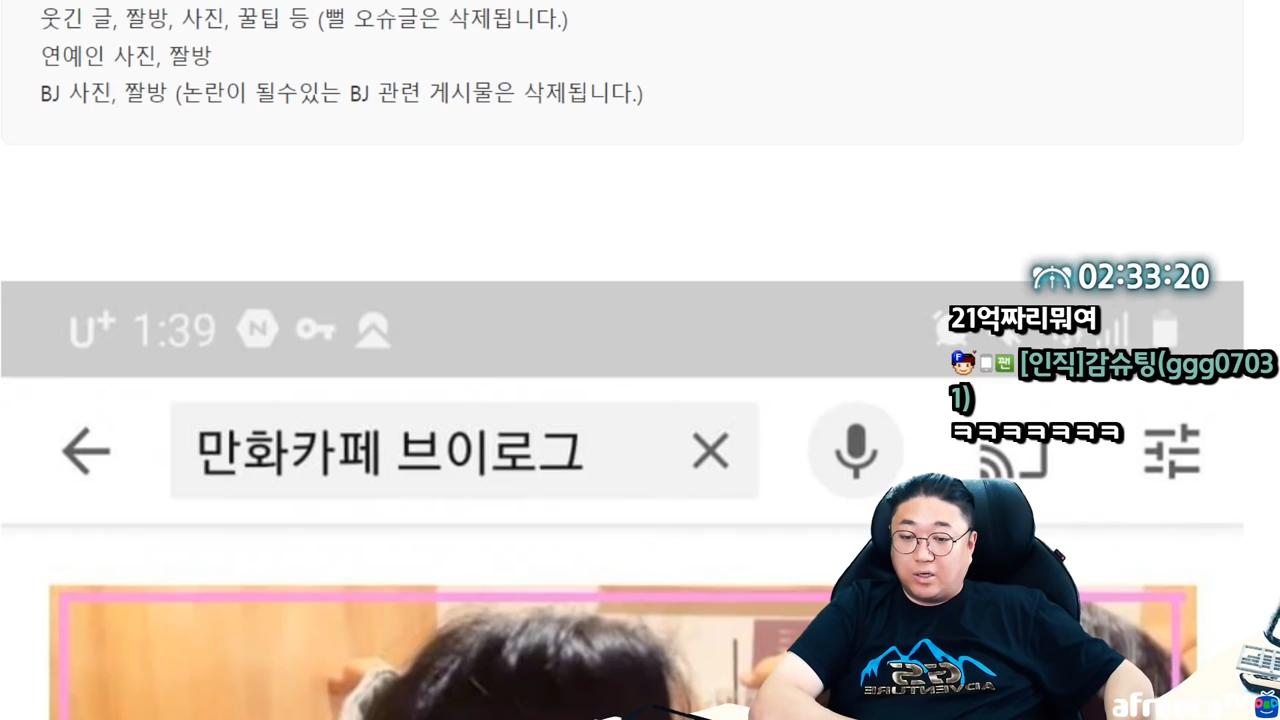 웃긴 글, 짤방, 사진, 꿀팁 등 (뻘 오슈글은 삭제됩니다.)
연예인 사진, 짤방
BJ 사진, 짤방 (논란이 될수있는 BJ 관련 게시물은 삭제됩니다.)
02:33:20
21억짜리뭐여
U+ 1:39 N
F 팬 [인직]감슈팅(ggg0703
1)
ㅋㅋㅋㅋㅋㅋㅋ
만화카페 브이로그
GS
ADVENTURE